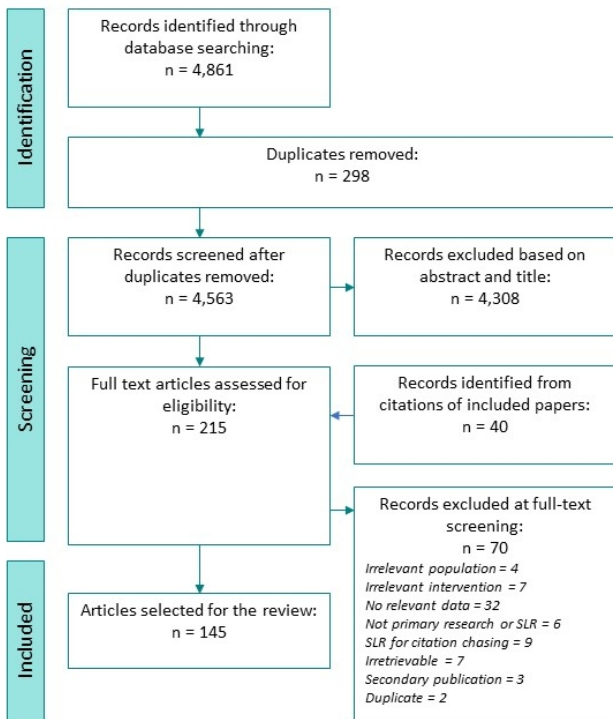 Identification
Records identified through
database searching:
n = 4,861
Duplicates removed:
n = 298
Screening
Records screened after
duplicates removed:
n = 4,563
Records excluded based on
abstract and title:
n = 4,308
Full text articles assessed for
eligibility:
n = 215
Records identified from
citations of included papers:
n = 40
Records excluded at full-text
screening:
n = 70
Irrelevant population = 4
Irrelevant intervention = 7
No relevant data = 32
Not primary research or SLR = 6
SLR for citation chasing = 9
Irretrievable = 7
Secondary publication = 3
Duplicate = 2
Included
Articles selected for the review:
n = 145